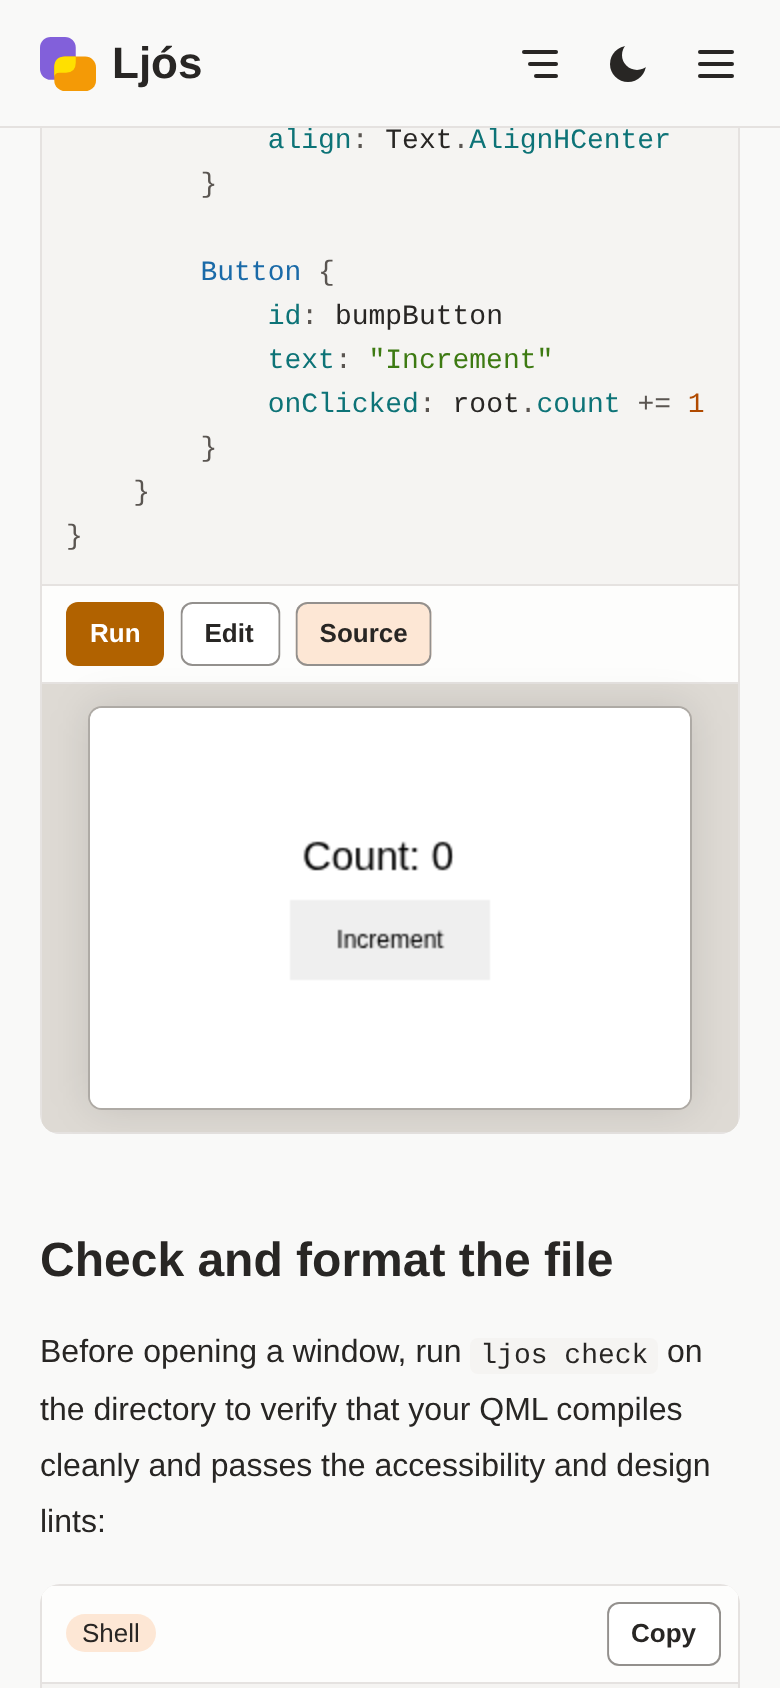 Ljós
align: Text.AlignHCenter
}
Button {
id: bumpButton
text: "Increment"
onClicked: root.count += 1
}
}
}
Run Edit Source
Count: 0
Increment
Check and format the file
Before opening a window, run ljos check on
the directory to verify that your QML compiles
cleanly and passes the accessibility and design
lints:
Shell Copy